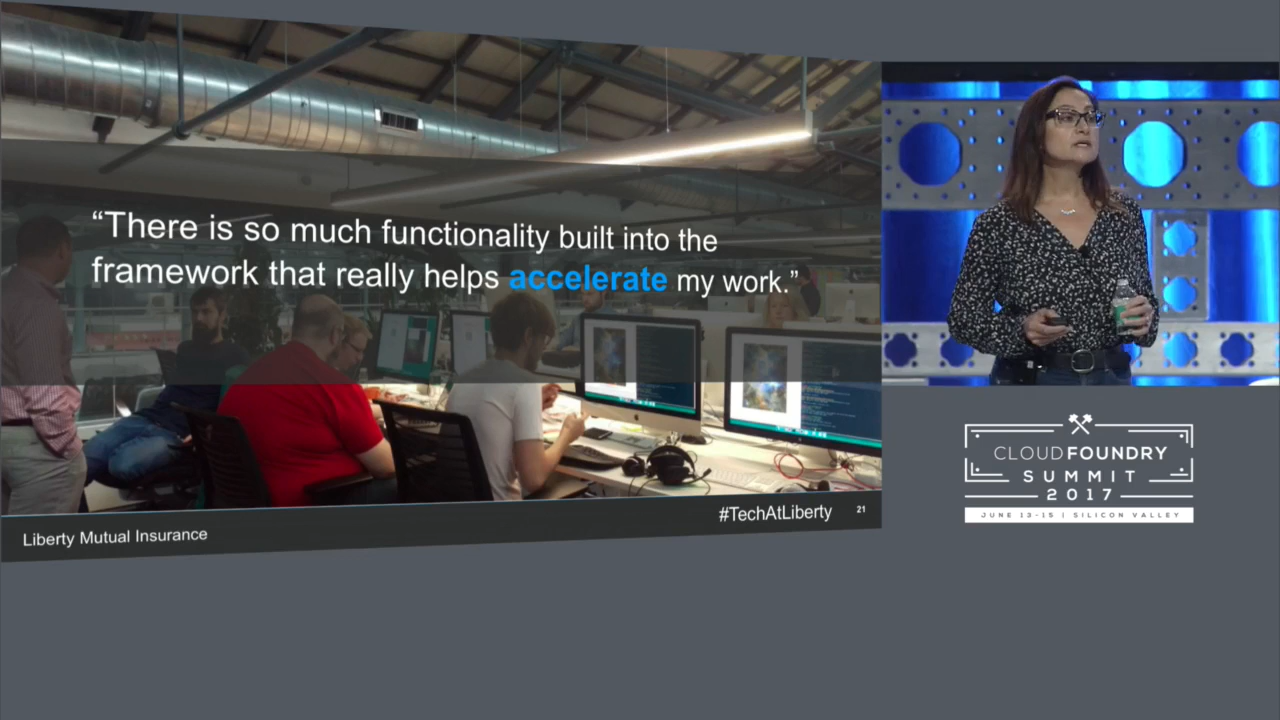 “There is so much functionality built into the
framework that really helps accelerate my work.”
#TechAtLiberty
21
Liberty Mutual Insurance
CLOUD FOUNDRY
SUMMIT
2017
JUNE 13-15 | SILICON VALLEY